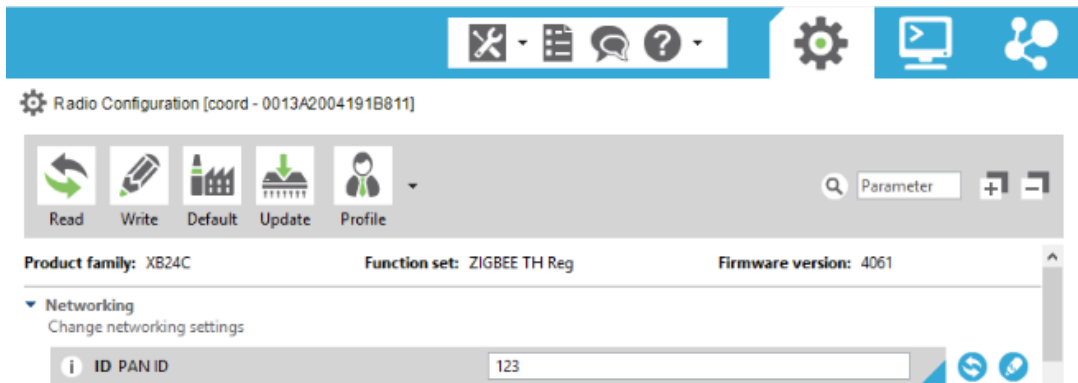 Radio Configuration [coord - 0013A2004191B811]
Read Write Default Update Profile
Parameter
Product family: XB24C Function set: ZIGBEE TH Reg Firmware version: 4061
Networking
Change networking settings
i ID PAN ID 123